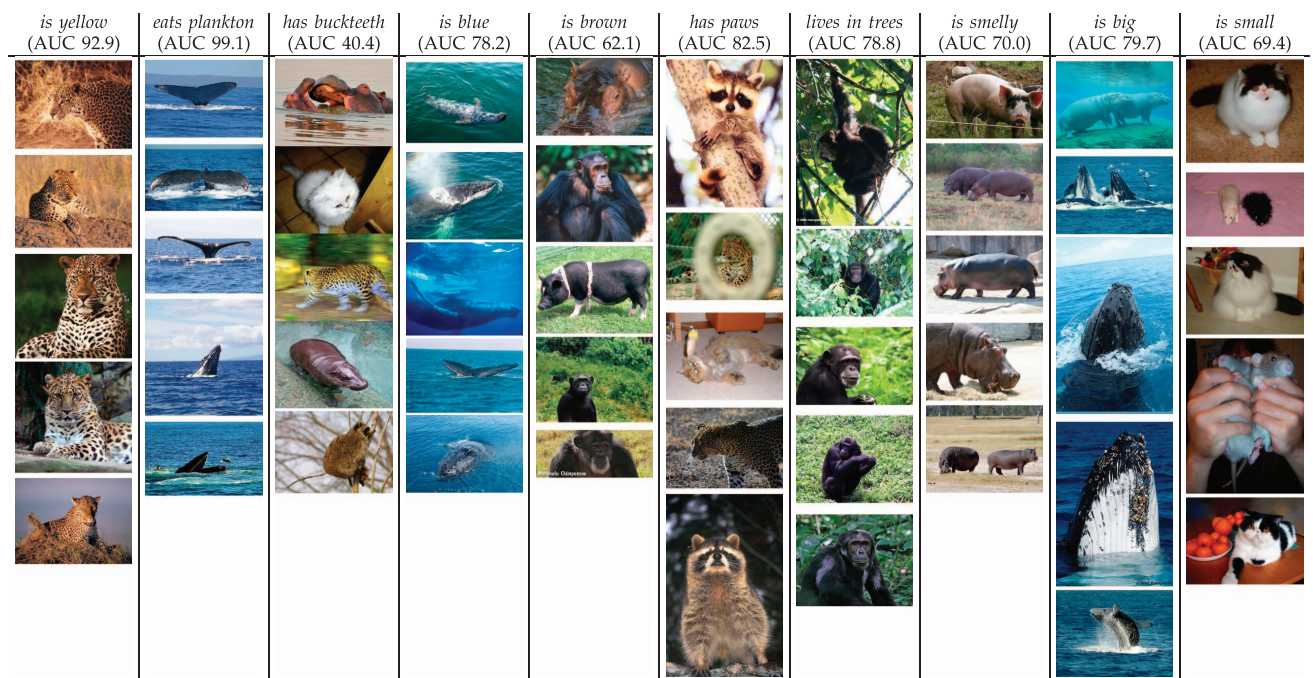 is yellow
(AUC 92.9)
eats plankton
(AUC 99.1)
has buckteeth
(AUC 40.4)
is blue
(AUC 78.2)
is brown
(AUC 62.1)
has paws
(AUC 82.5)
lives in trees
(AUC 78.8)
is smelly
(AUC 70.0)
is big
(AUC 79.7)
is small
(AUC 69.4)